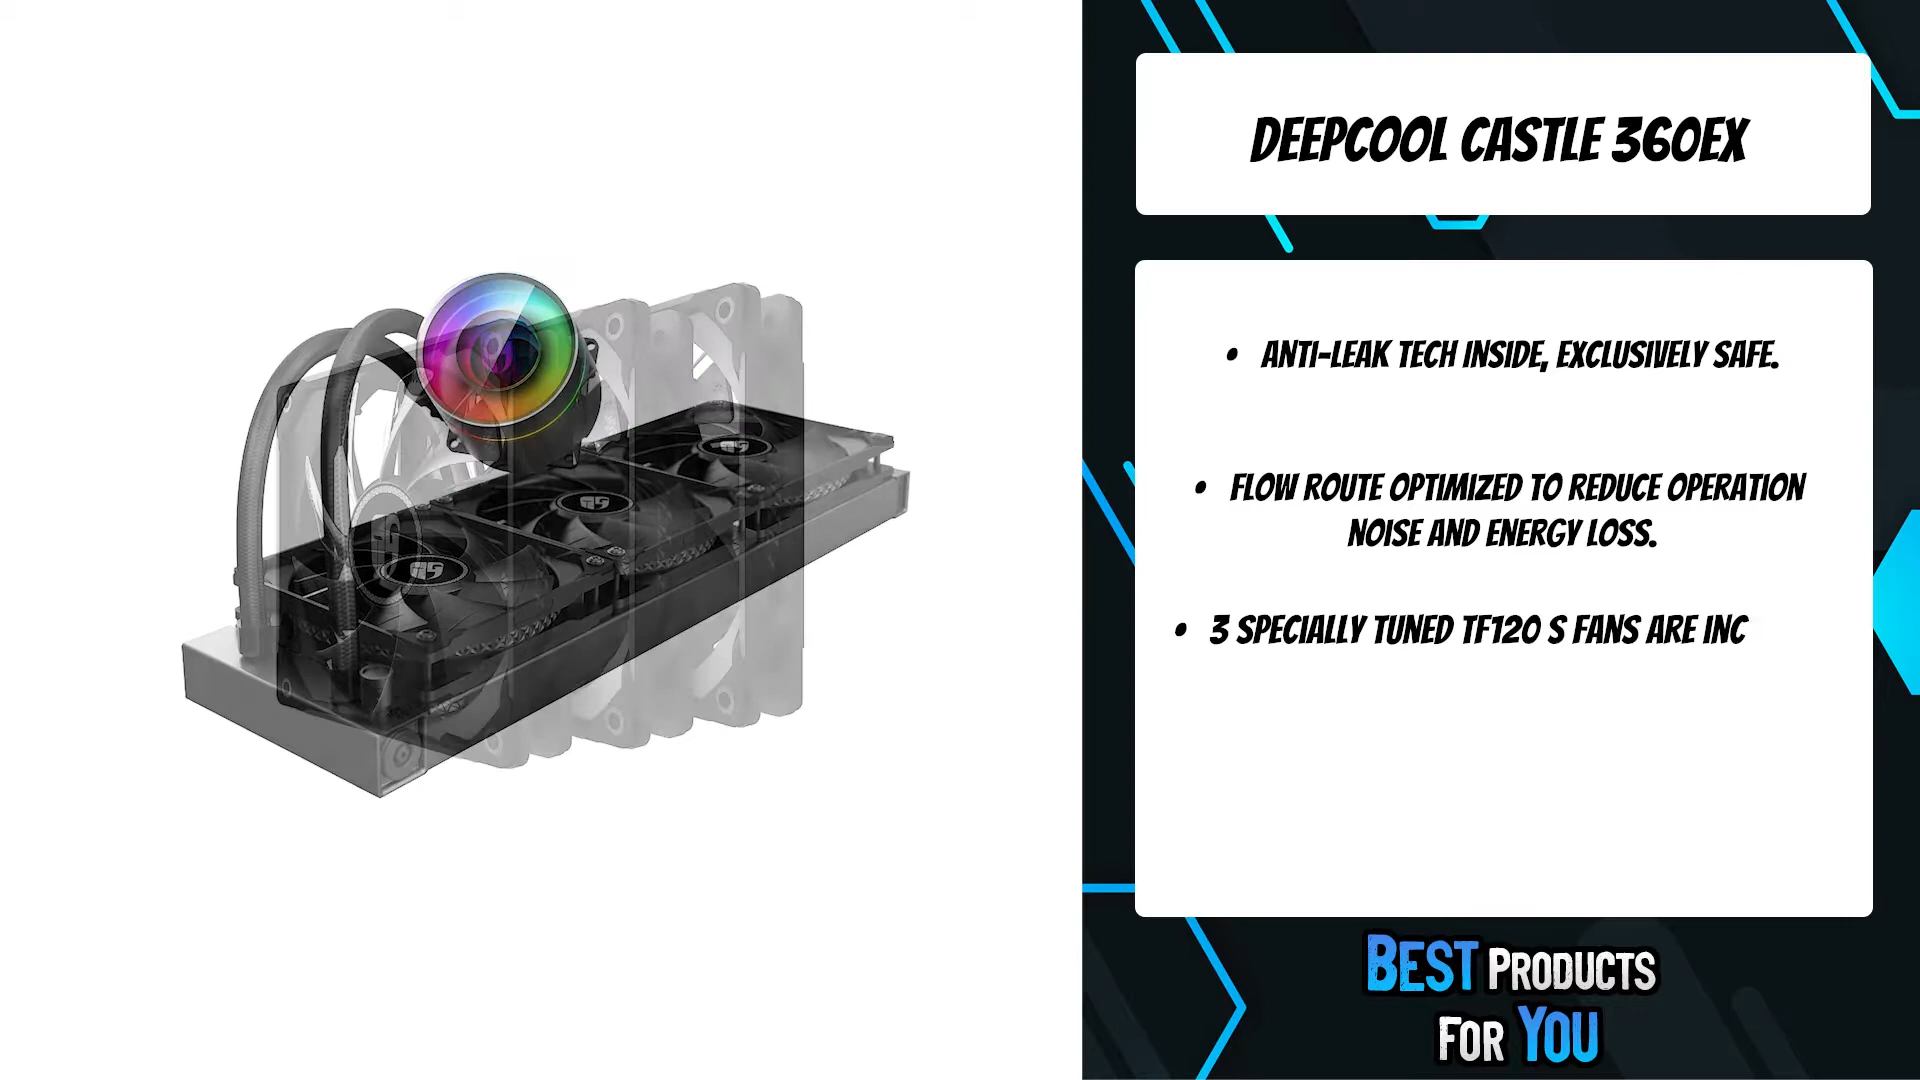 DEEPCOOL CASTLE 360EX
• ANTI-LEAK TECH INSIDE, EXCLUSIVELY SAFE.
• FLOW ROUTE OPTIMIZED TO REDUCE OPERATION
NOISE AND ENERGY LOSS.
• 3 SPECIALLY TUNED TF120 S FANS ARE INC
BEST PRODUCTS
FOR YOU